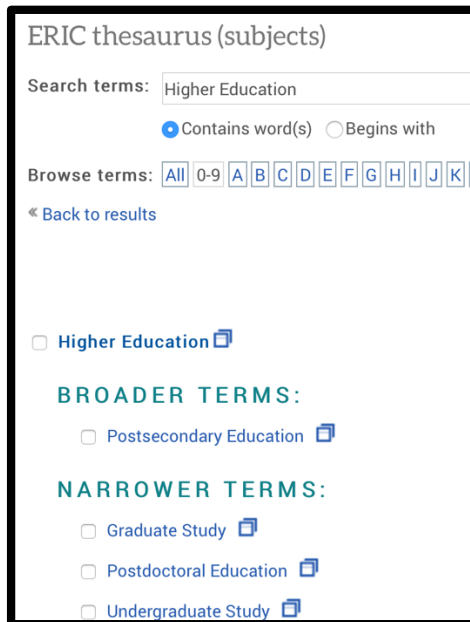 ERIC thesaurus (subjects)
Search terms: Higher Education
Contains word(s) Begins with
Browse terms: All 0-9 A B C D E F G H I J K
« Back to results
Higher Education
BROADER TERMS:
Postsecondary Education
NARROWER TERMS:
Graduate Study
Postdoctoral Education
Undergraduate Study